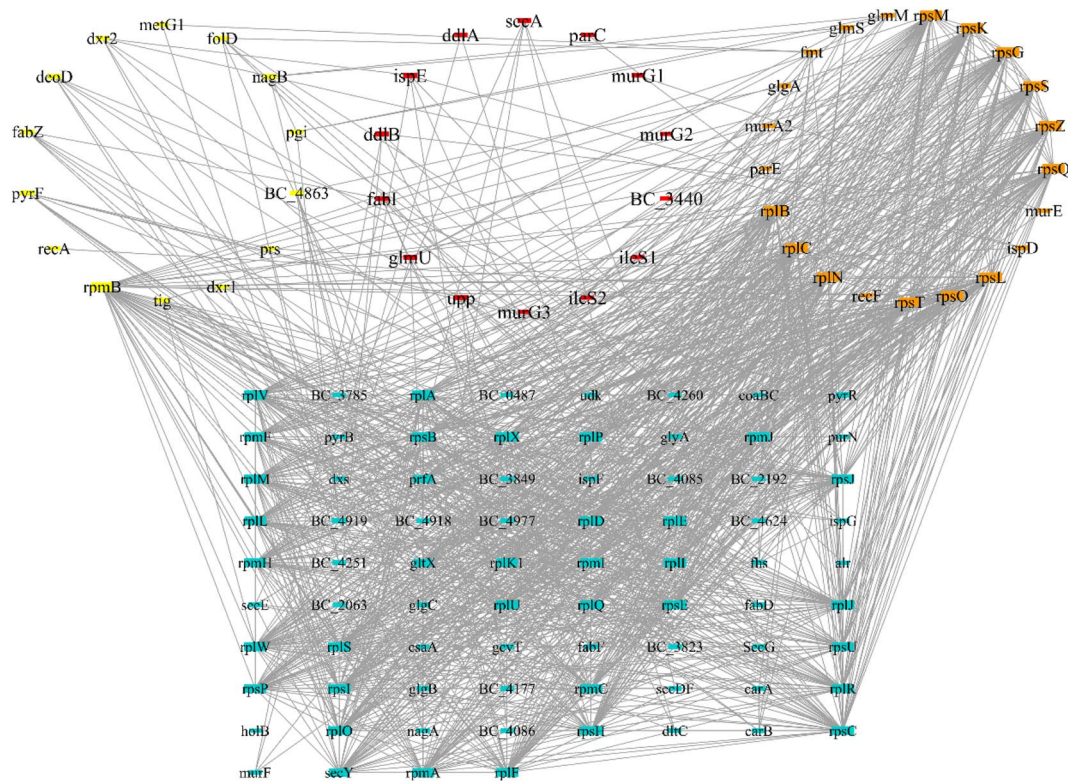 metG1
dxr2
folD
dcoD
nagB
fabZ
pgi
BC_4863
pyrF
recA
prs
rpmB
tig
dxr1
secA
ddlA
parC
ispE
murG1
ddlB
murG2
fabI
BC_3440
glmU
ileS1
upp
ileS2
murG3
glmM
rpsM
glmS
rpsK
fmt
rpsG
glgA
rpsS
murA2
rpsZ
parE
rpsQ
rplB
murE
rplC
ispD
rplN
rpsL
recF
rpsT
rpsO
rplV BC_3785 rplA BC_0487 udk BC_4260 coaBC pyrR
rpmF pyrB rpsB rplX rplP glyA rpmJ purN
rplM dxs prfA BC_3849 ispF BC_4085 BC_2192 rpsJ
rplL BC_4919 BC_4918 BC_4977 rplD rplE BC_4624 ispG
rpmH BC_4251 gltX rplK1 rpmI rplI fhs alr
secE BC_2063 glgC rplU rplQ rpsE fabD rplJ
rplW rplS csaA gcvT fabF BC_3823 SecG rpsU
rpsP rpsI glgB BC_4177 rpmC secDF carA rplR
holB rplO nagA BC_4086 rpsH dltC carB rpsC
murF secY rpmA rplF